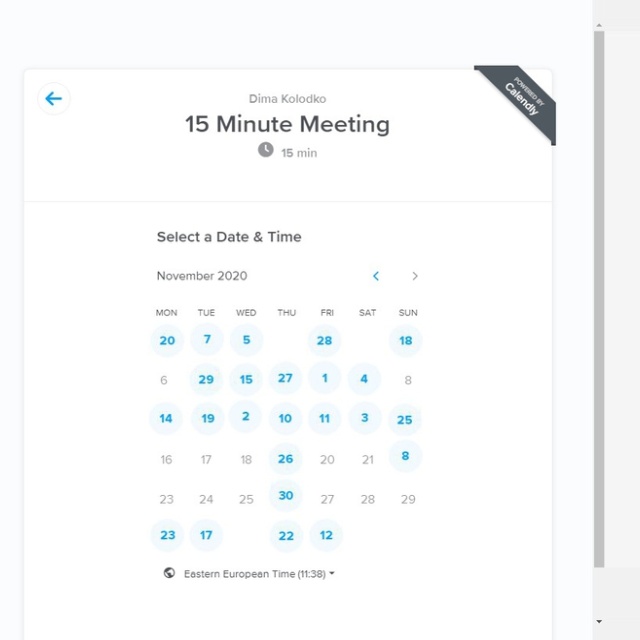 POWERED BY
Calendly
Dima Kolodko
15 Minute Meeting
15 min
Select a Date & Time
November 2020
MON TUE WED THU FRI SAT SUN
20 7 5 28 18
6 29 15 27 1 4 8
14 19 2 10 11 3 25
16 17 18 26 20 21 8
23 24 25 30 27 28 29
23 17 22 12
Eastern European Time (11:38)